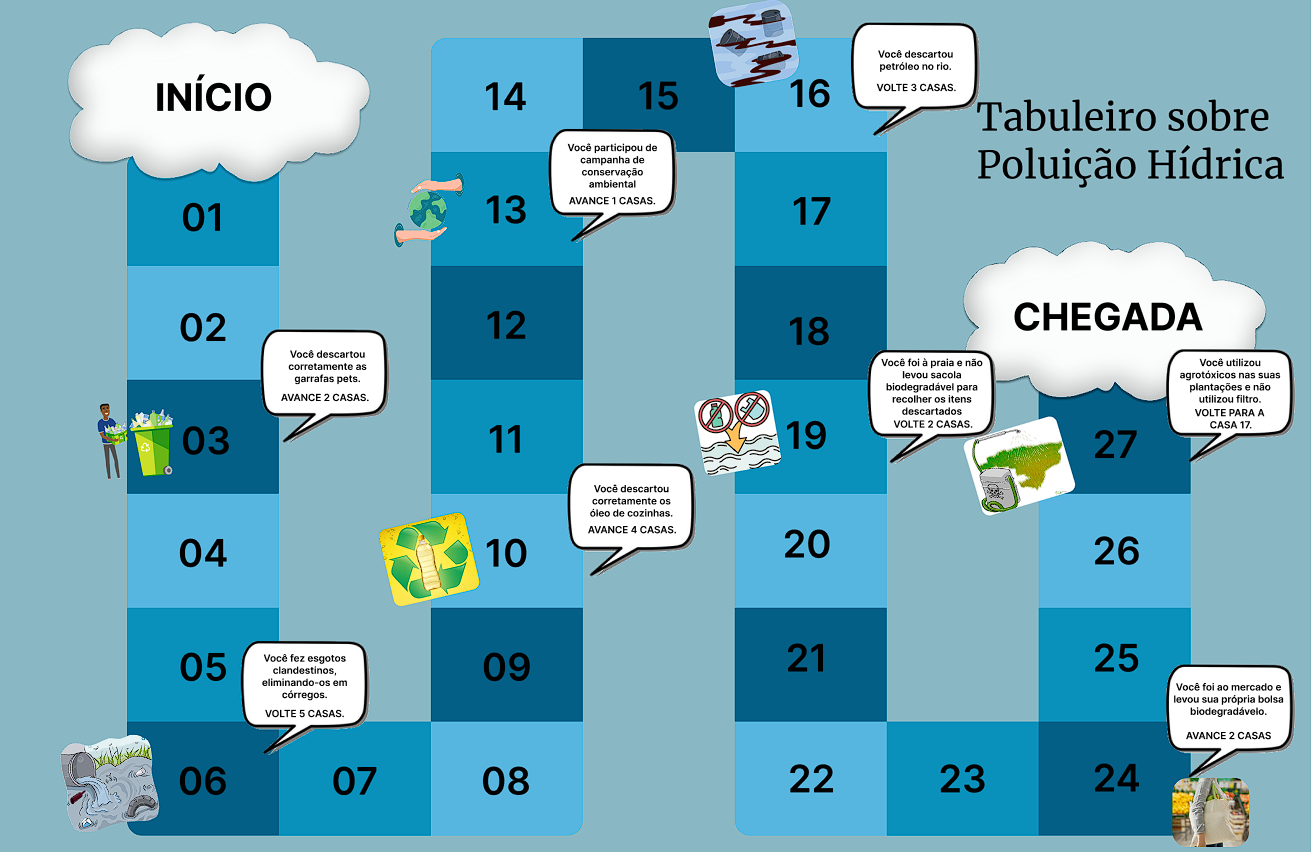 INÍCIO
01
02
Você descartou
corretamente as
garrafas pets.
AVANCE 2 CASAS.
03
04
05
Você fez esgotos
clandestinos,
eliminando-os em
córregos.
VOLTE 5 CASAS.
06
07
08
09
10
Você descartou
corretamente os
óleo de cozinhas.
AVANCE 4 CASAS.
11
12
13
Você participou de
campanha de
conservação
ambiental
AVANCE 1 CASAS.
14
15
16
Você descartou
petróleo no rio.
VOLTE 3 CASAS.
Tabuleiro sobre
Poluição Hídrica
17
18
19
Você foi à praia e não
levou sacola
biodegradável para
recolher os itens
descartados
VOLTE 2 CASAS.
20
21
22
23
24
Você foi ao mercado e
levou sua própria bolsa
biodegradávelo.
AVANCE 2 CASAS
25
26
27
Você utilizou
agrotóxicos nas suas
plantações e não
utilizou filtro.
VOLTE PARA A
CASA 17.
CHEGADA